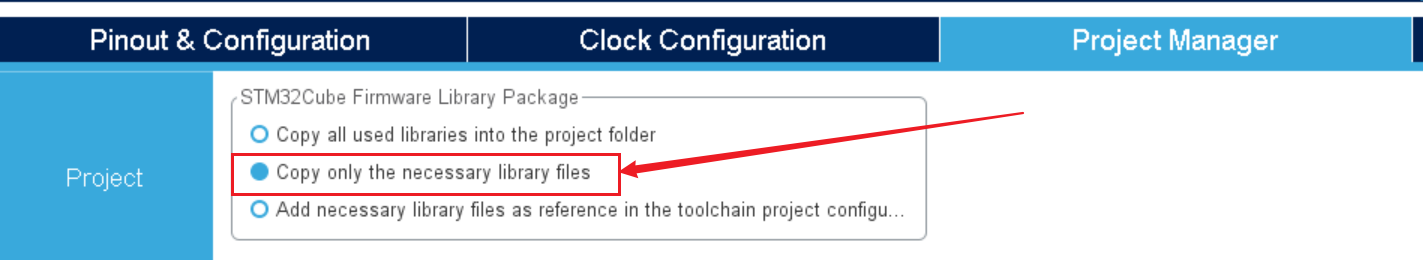 Pinout & Configuration
Clock Configuration
Project Manager
Project
STM32Cube Firmware Library Package
Copy all used libraries into the project folder
Copy only the necessary library files
Add necessary library files as reference in the toolchain project configu...